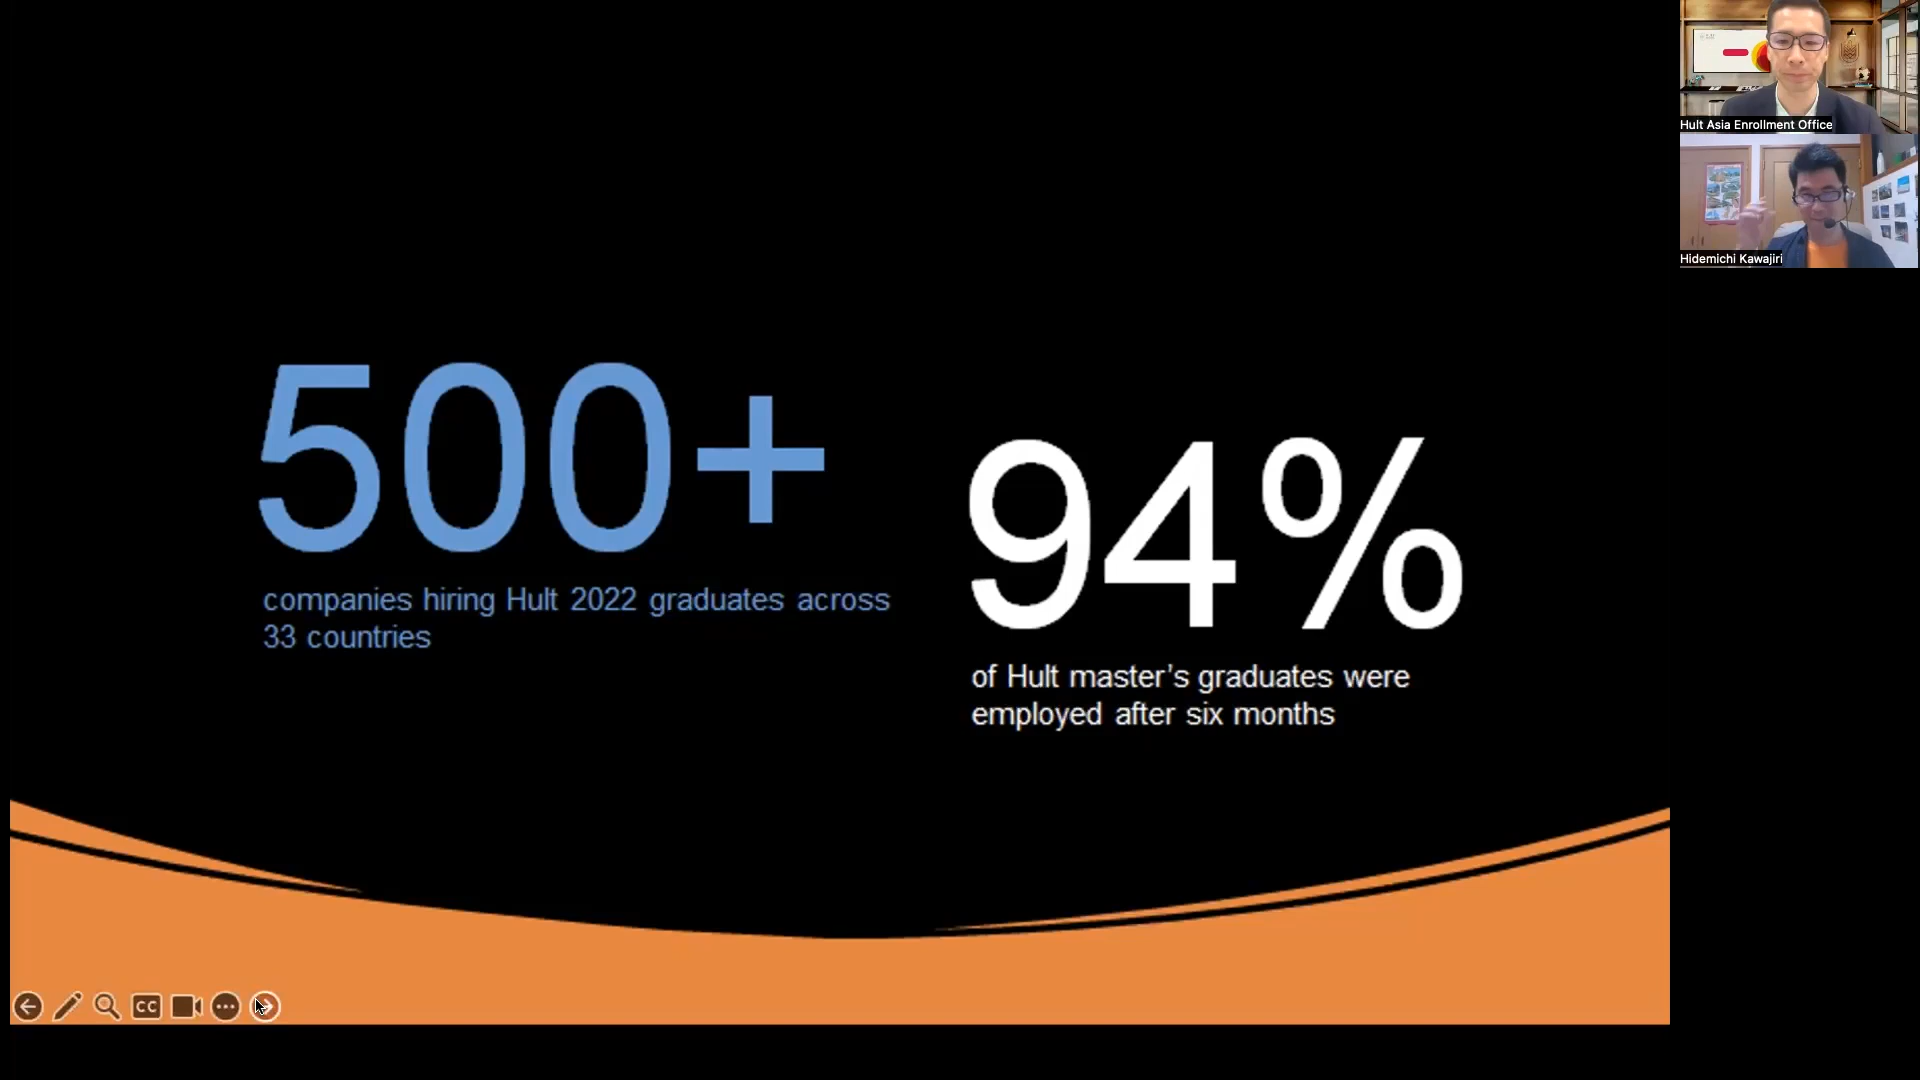 500+
companies hiring Hult 2022 graduates across
33 countries
94%
of Hult master’s graduates were
employed after six months
Hult Asia Enrollment Office
Hidemichi Kawajiri
CC